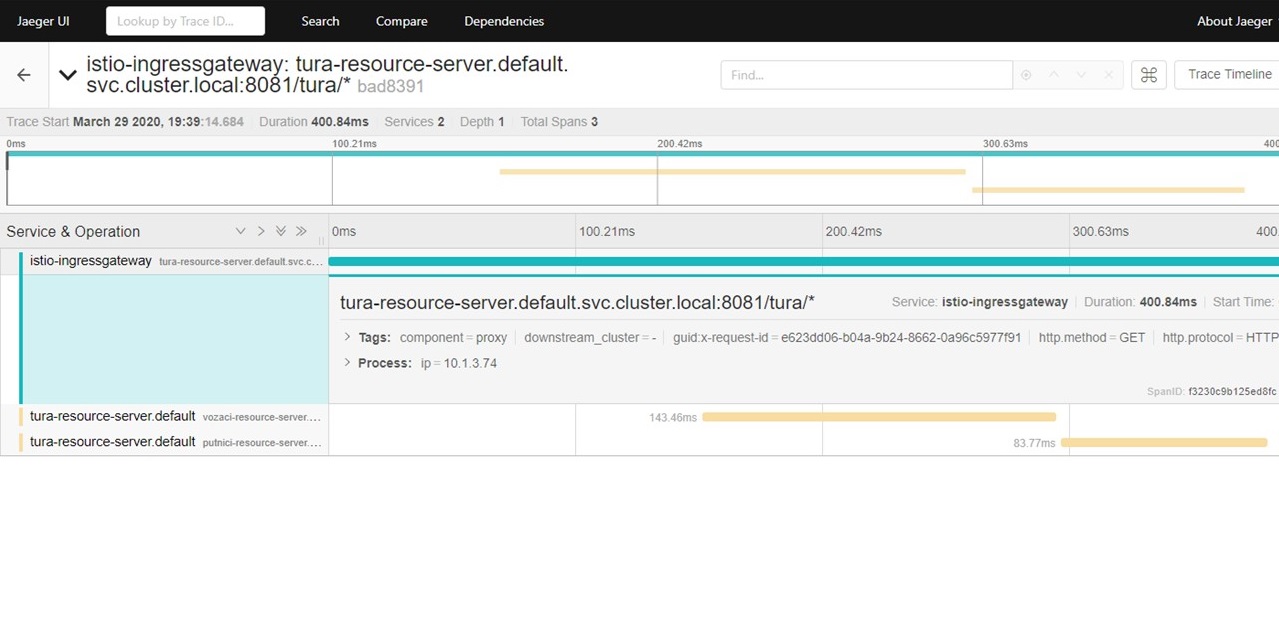 Jaeger UI Lookup by Trace ID... Search Compare Dependencies About Jaeger
istio-ingressgateway: tura-resource-server.default.
svc.cluster.local:8081/tura/* bad8391
Find... Trace Timeline
Trace Start March 29 2020, 19:39:14.684 Duration 400.84ms Services 2 Depth 1 Total Spans 3
0ms 100.21ms 200.42ms 300.63ms 400
Service & Operation 0ms 100.21ms 200.42ms 300.63ms 400.
istio-ingressgateway tura-resource-server.default.svc.c...
tura-resource-server.default.svc.cluster.local:8081/tura/* Service: istio-ingressgateway Duration: 400.84ms Start Time:
Tags: component = proxy downstream_cluster = - guid:x-request-id = e623dd06-b04a-9b24-8662-0a96c5977f91 http.method = GET http.protocol = HTTP
Process: ip = 10.1.3.74
SpanID: f3230c9b125ed8fc
tura-resource-server.default vozaci-resource-server.... 143.46ms
tura-resource-server.default putnici-resource-server.... 83.77ms